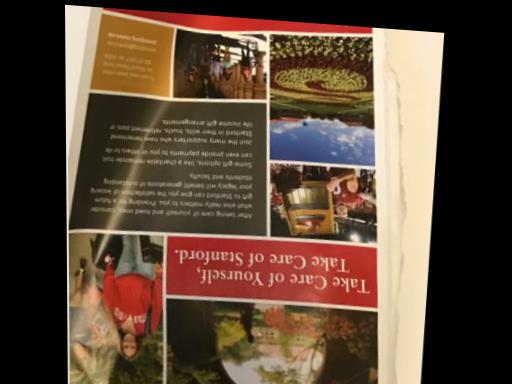 Take Care of Yourself,
Take Care of Stanford.
After taking care of yourself and loved ones, consider
what else really matters to you. Providing for a future
gift to Stanford can give you the satisfaction of knowing
your legacy will benefit generations of outstanding
students and faculty.
Some gift options, like a charitable remainder trust
can even provide payments to you or others for life
Join the many supporters who have remembered
Stanford in their wills, trusts, retirement plans or
life income gift arrangements.